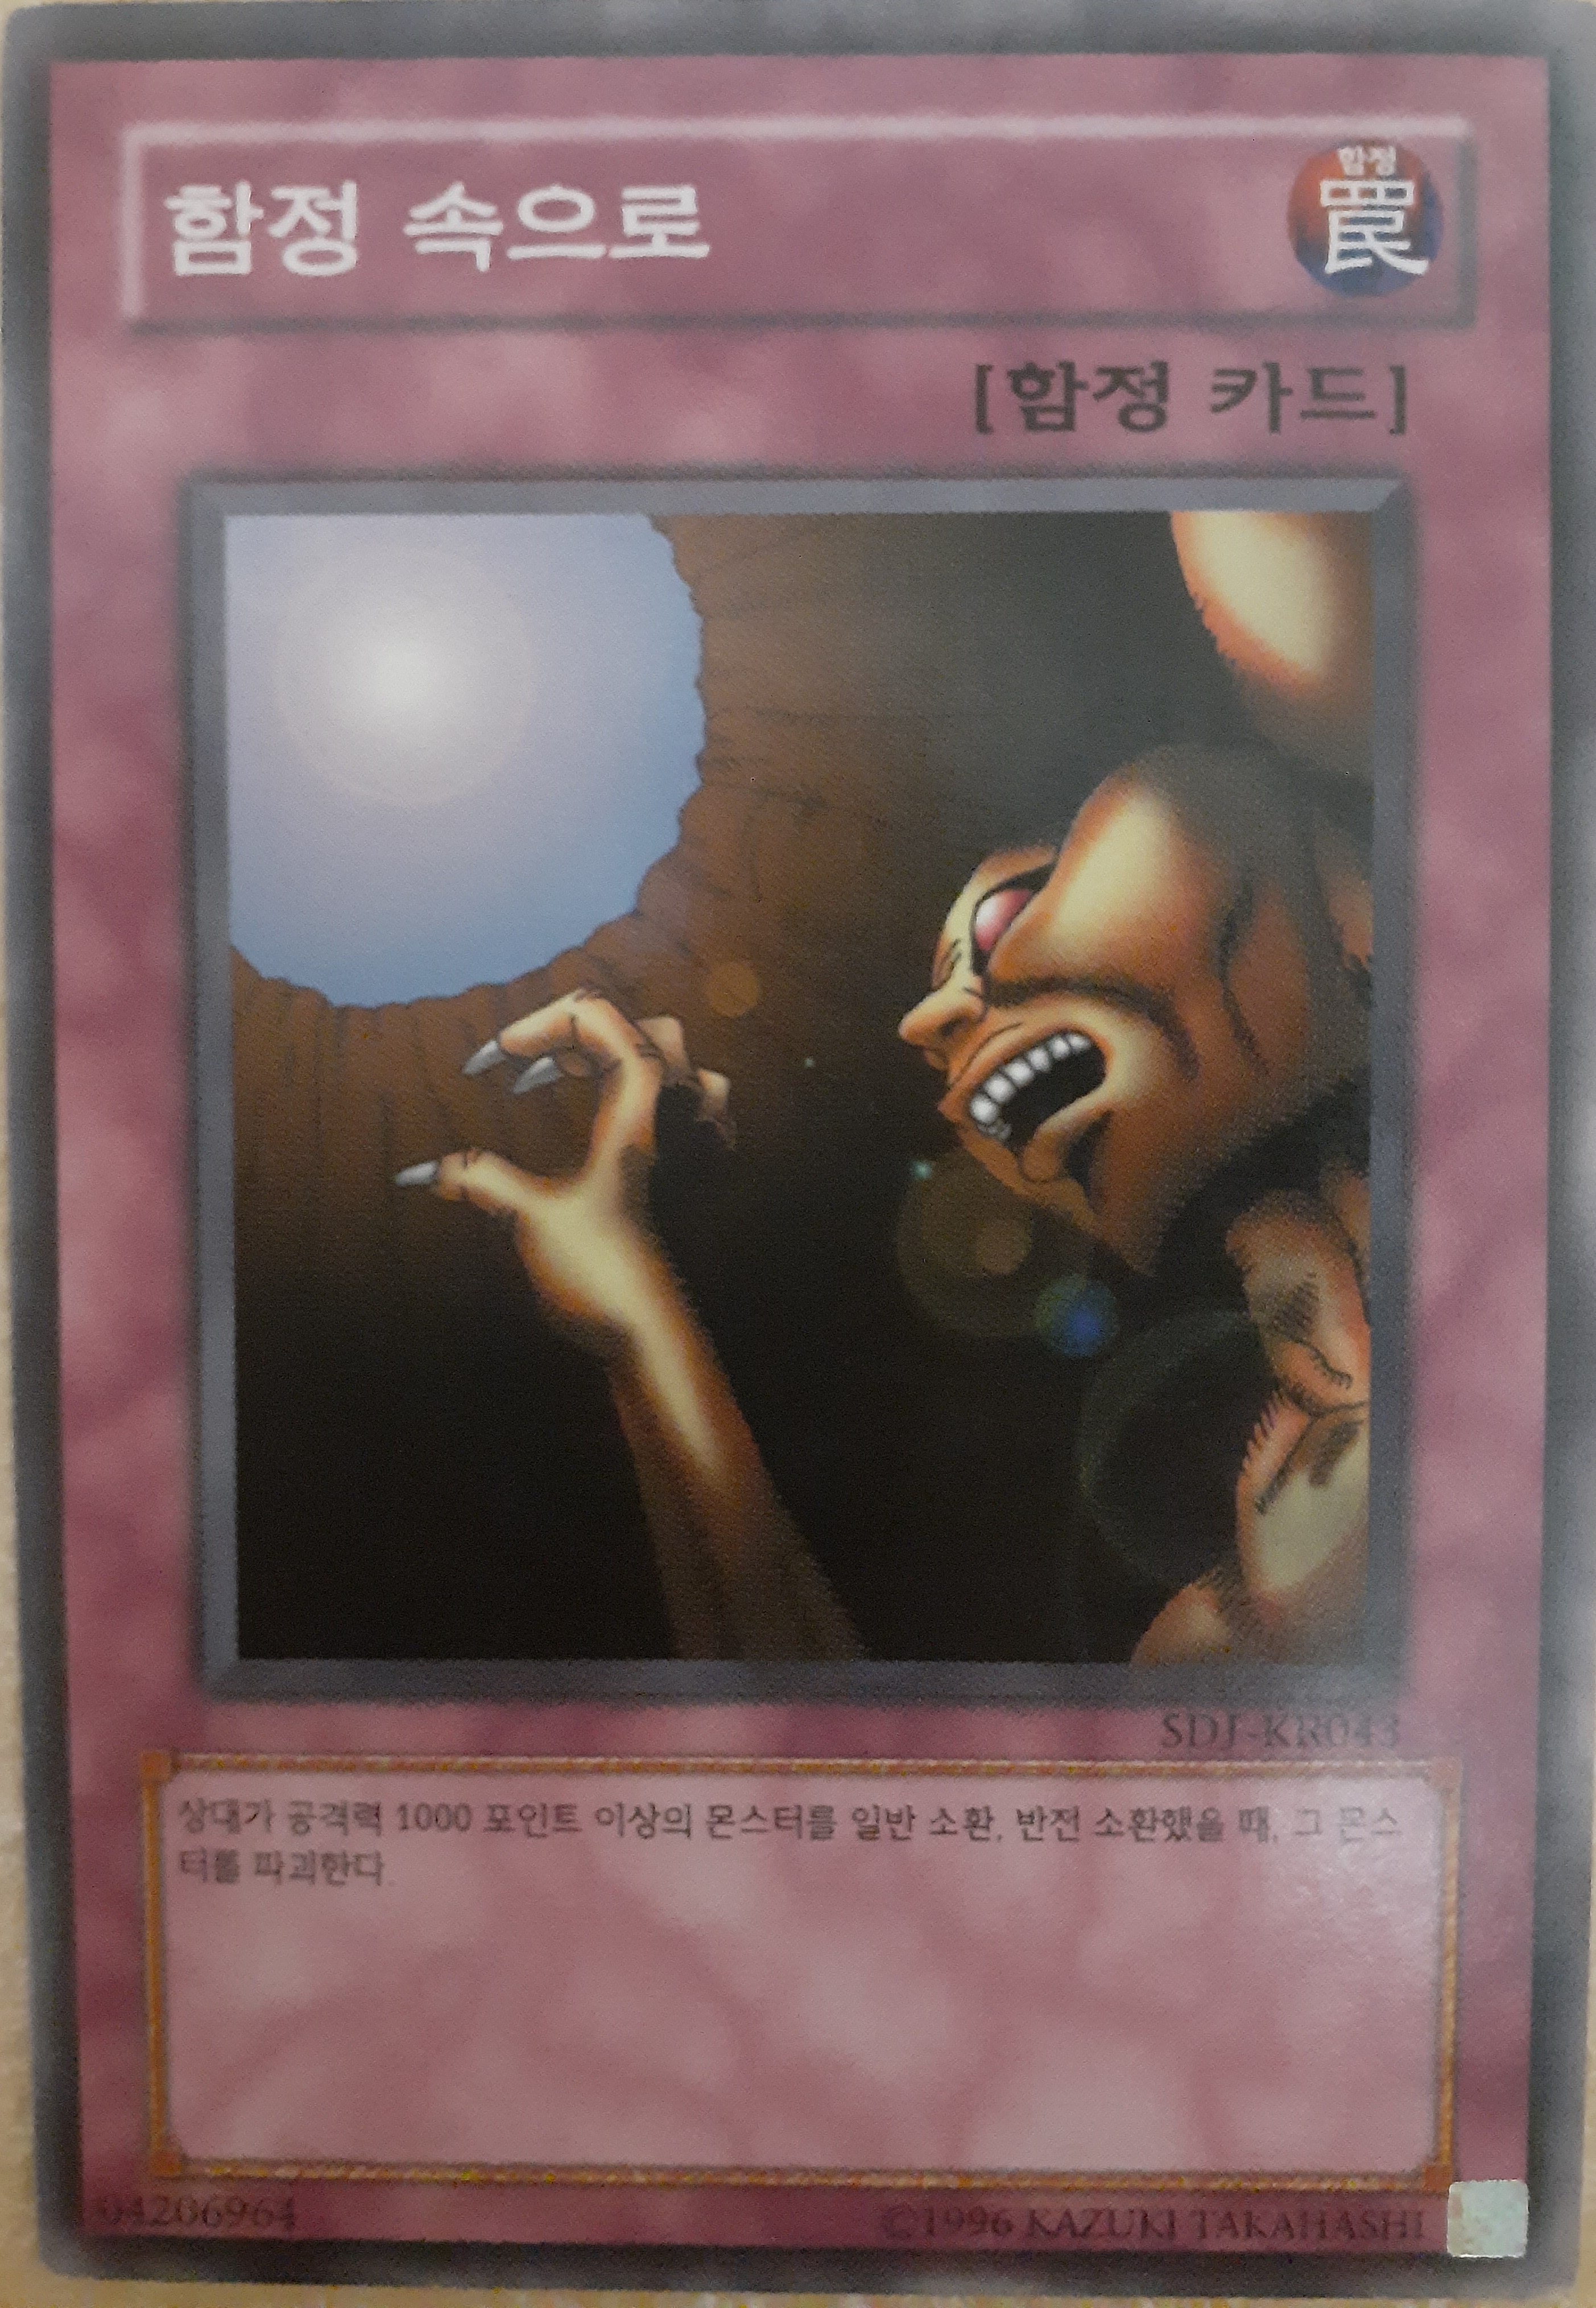 함정 속으로
함정
罠
[함정 카드]
SDJ-KR043
상대가 공격력 1000 포인트 이상의 몬스터를 일반 소환, 반전 소환했을 때, 그 몬스
터를 파괴한다.
04206964
©1996 KAZUKI TAKAHASHI